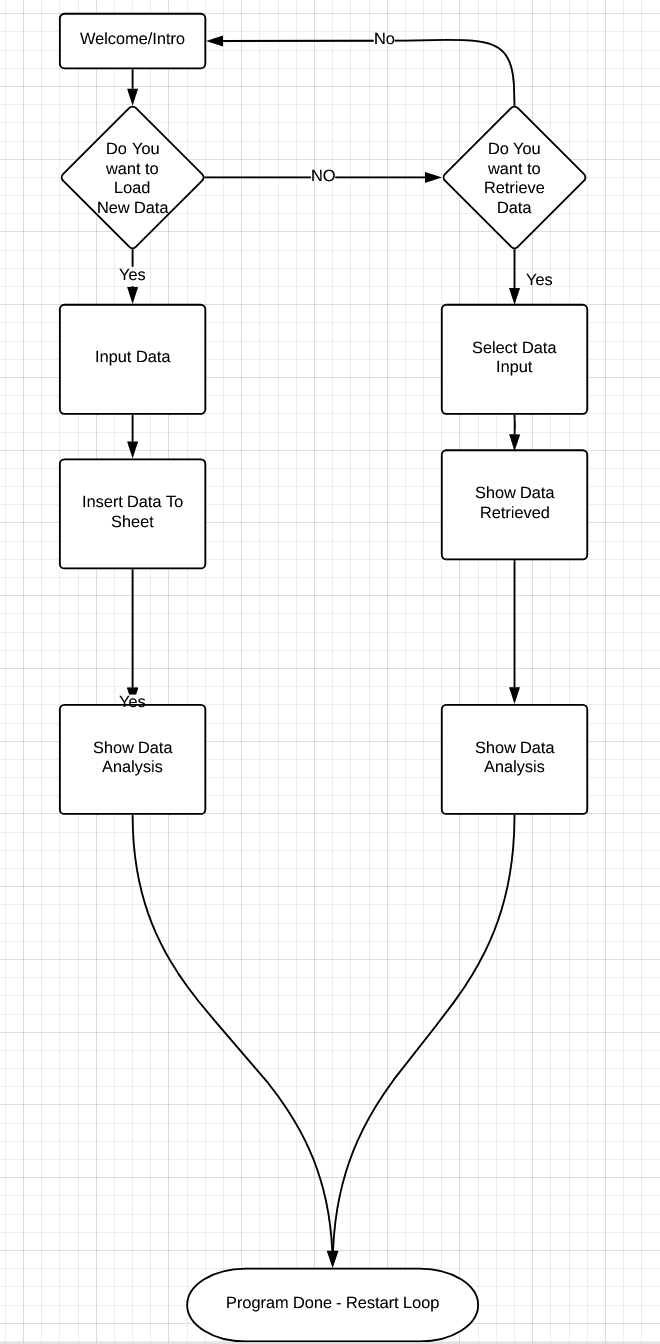 Welcome/Intro
No
Do You
want to
Load
New Data
NO
Do You
want to
Retrieve
Data
Yes
Yes
Input Data
Select Data
Input
Insert Data To
Sheet
Show Data
Retrieved
Yes
Show Data
Analysis
Show Data
Analysis
Program Done - Restart Loop